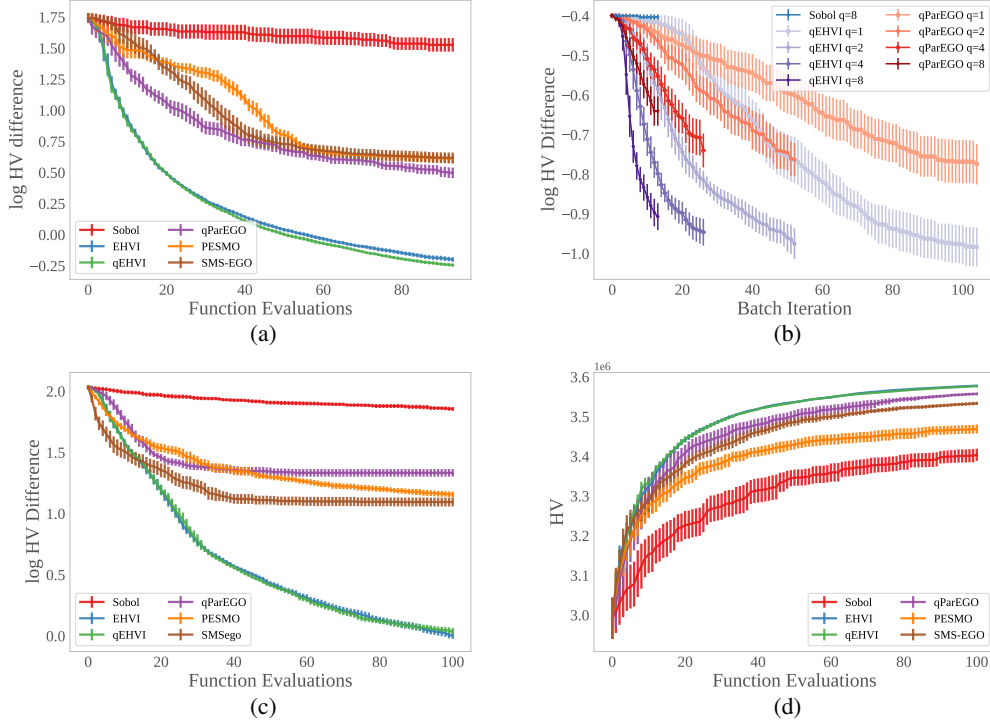 1.75
1.50
1.25
1.00
0.75
0.50
0.25
0.00
−0.25
log HV difference
Sobol
EHVI
qEHVI
qParEGO
PESMO
SMS-EGO
0 20 40 60 80
Function Evaluations
(a)
−0.4
−0.5
−0.6
−0.7
−0.8
−0.9
−1.0
log HV Difference
Sobol q=8
qEHVI q=1
qEHVI q=2
qEHVI q=4
qEHVI q=8
qParEGO q=1
qParEGO q=2
qParEGO q=4
qParEGO q=8
0 20 40 60 80 100
Batch Iteration
(b)
2.0
1.5
1.0
0.5
0.0
log HV Difference
Sobol
EHVI
qEHVI
qParEGO
PESMO
SMSego
0 20 40 60 80 100
Function Evaluations
(c)
1e6
3.6
3.5
3.4
3.3
3.2
3.1
3.0
HV
Sobol
EHVI
qEHVI
qParEGO
PESMO
SMS-EGO
0 20 40 60 80 100
Function Evaluations
(d)